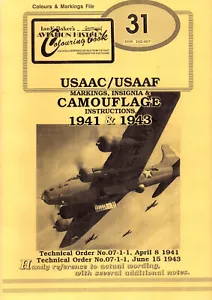 Colours & Markings File
Ian K Baker's
AVIATION HISTORY
Colouring Book
31
USAAC/USAAF
MARKINGS, INSIGNIA &
CAMOUFLAGE
INSTRUCTIONS,
1941 & 1943
Technical Order No.07-1-1, April 8 1941
Technical Order No.07-1-1, June 15 1943
Handy reference to actual wording,
with several additional notes.